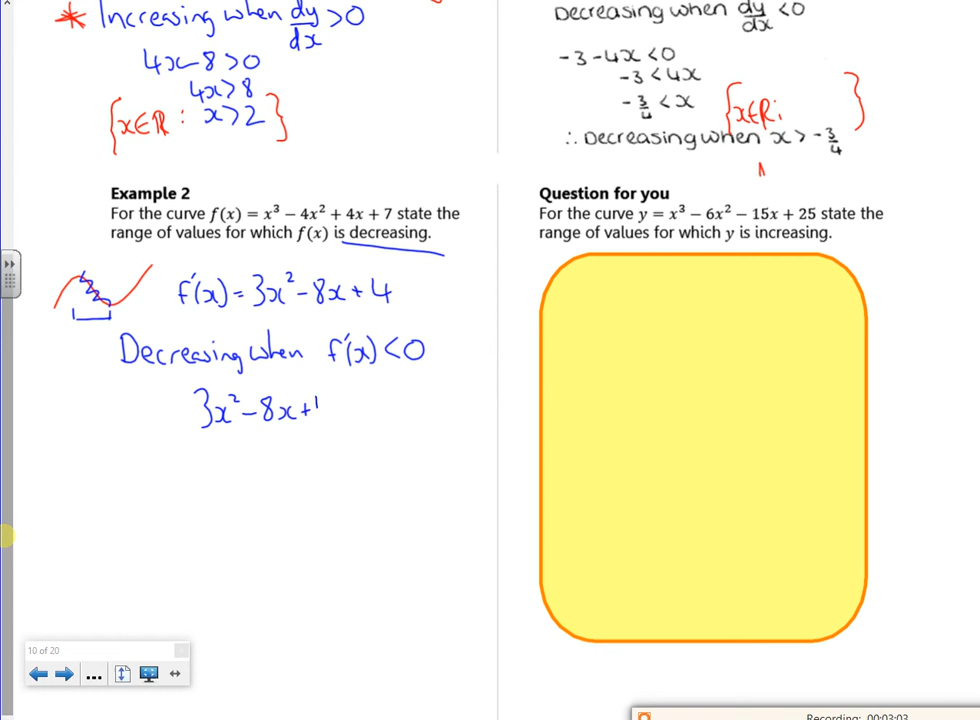 * Increasing when dy/dx > 0
4x - 8 > 0
4x > 8
{x∈ℝ : x > 2}
Decreasing when dy/dx < 0
-3 - 4x < 0
-3 < 4x
-3/4 < x
{x∈ℝ: }
∴ Decreasing when x > -3/4
Example 2
For the curve f(x) = x³ − 4x² + 4x + 7 state the
range of values for which f(x) is decreasing.
f'(x) = 3x² - 8x + 4
Decreasing when f'(x) < 0
3x² - 8x +
Question for you
For the curve y = x³ − 6x² − 15x + 25 state the
range of values for which y is increasing.
10 of 20
...
Recording: 00:03:03